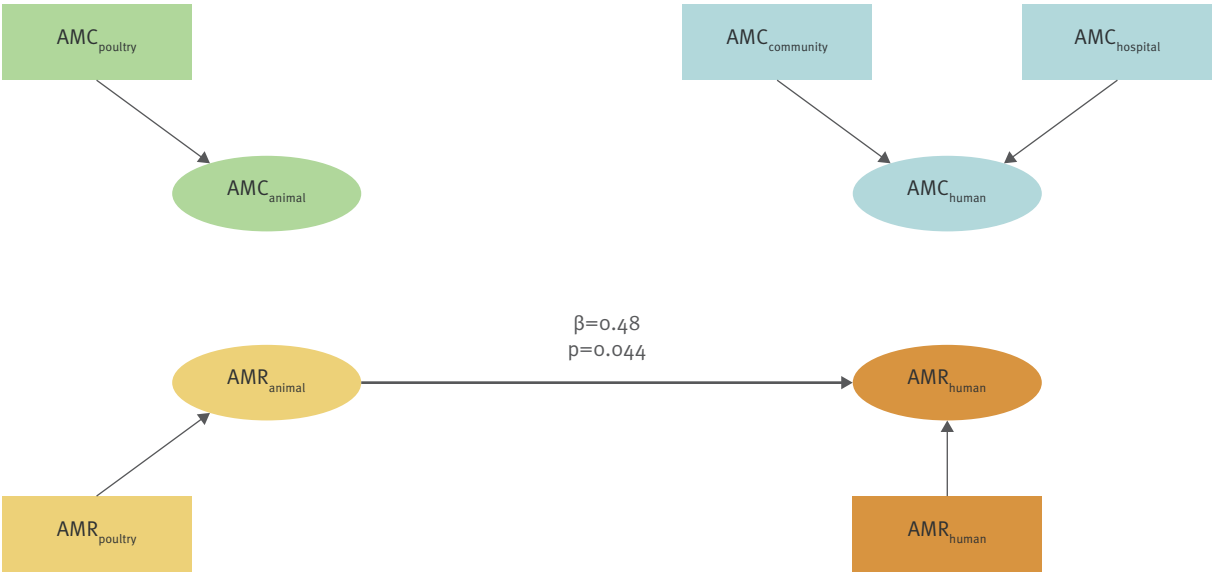 AMCpoultry
AMCcommunity
AMChospital
AMCanimal
AMChuman
β=0.48
p=0.044
AMRanimal
AMRhuman
AMRpoultry
AMRhuman